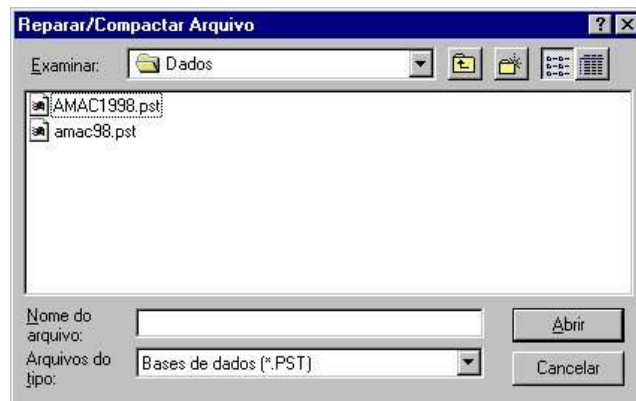 Reparar/Compactar Arquivo
Examinar: Dados
AMAC1998.pst
amac98.pst
Nome do
arquivo:
Abrir
Arquivos do
tipo:
Bases de dados (*.PST)
Cancelar